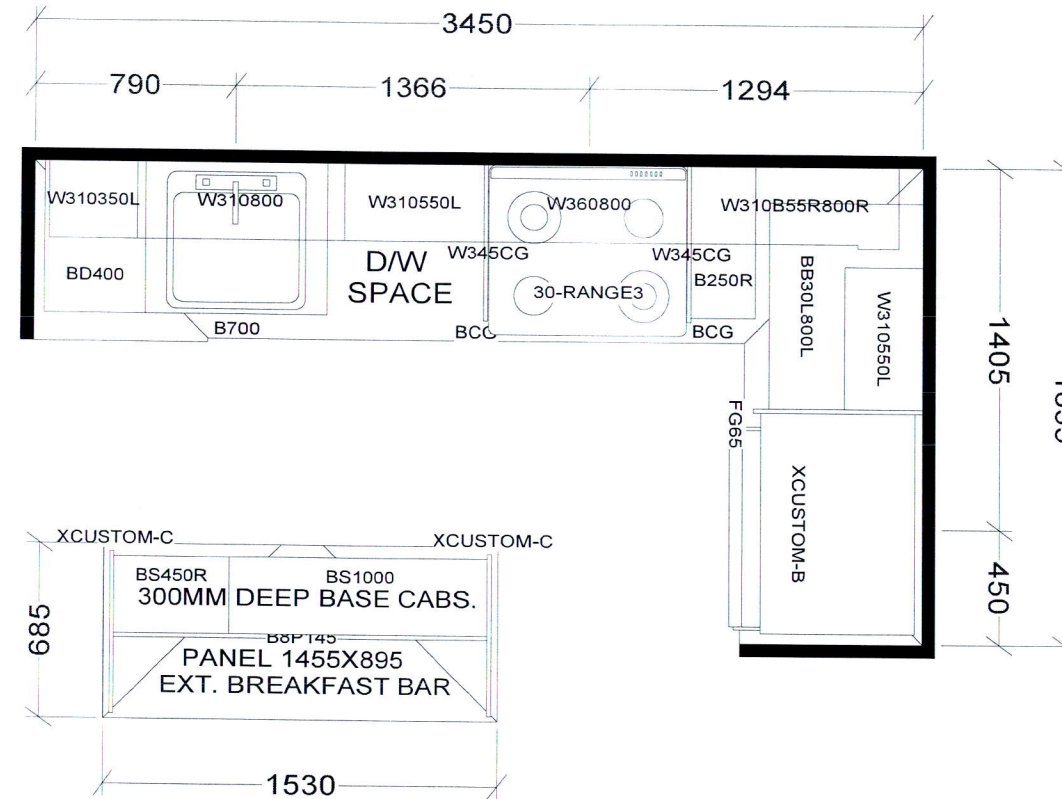 3450
790
1366
1294
W310350L
W310800
W310550L
W360800
W310B55R800R
BD400
D/W
SPACE
W345CG
W345CG
30-RANGE3
B250R
B700
BCG
BCG
BB30L800L
W310550L
1405
FG65
XCUSTOM-B
450
XCUSTOM-C
XCUSTOM-C
BS450R
BS1000
300MM DEEP BASE CABS.
685
PANEL 1455X895
EXT. BREAKFAST BAR
1530